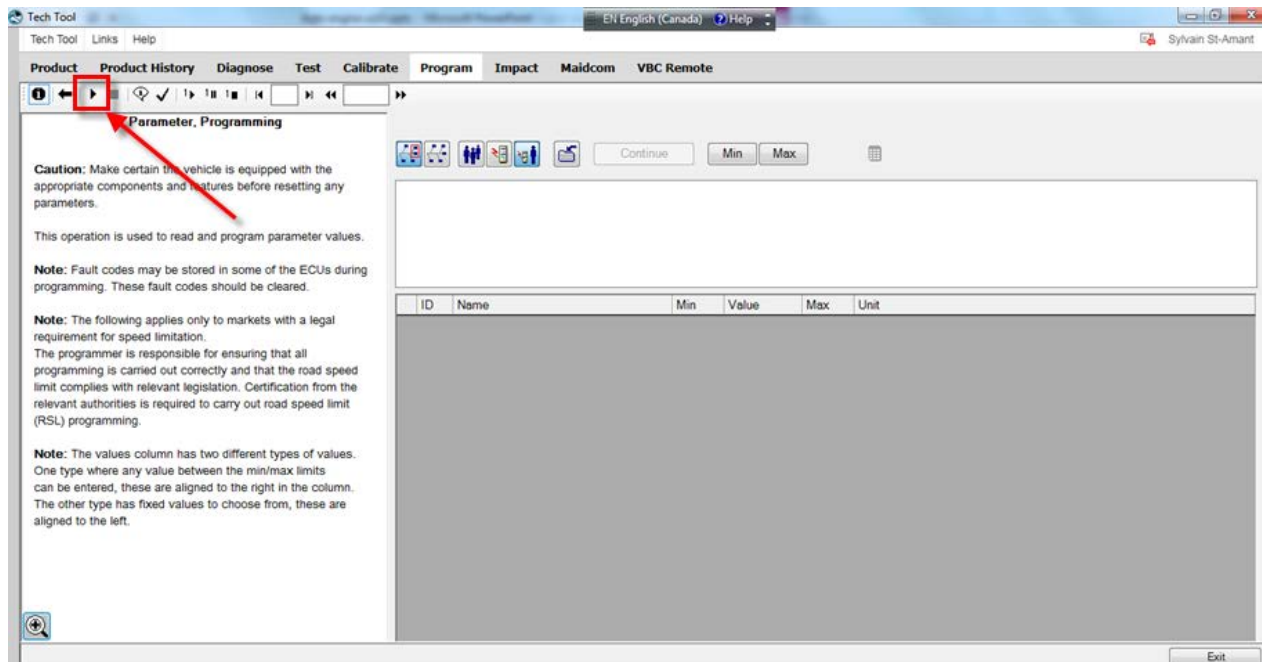 Tech Tool
EN English (Canada) Help
Tech Tool Links Help
Sylvain St-Amant
Product Product History Diagnose Test Calibrate Program Impact Maidcom VBC Remote
Parameter, Programming
Continue Min Max
Caution: Make certain the vehicle is equipped with the
appropriate components and features before resetting any
parameters.
This operation is used to read and program parameter values.
Note: Fault codes may be stored in some of the ECUs during
programming. These fault codes should be cleared.
Note: The following applies only to markets with a legal
requirement for speed limitation.
The programmer is responsible for ensuring that all
programming is carried out correctly and that the road speed
limit complies with relevant legislation. Certification from the
relevant authorities is required to carry out road speed limit
(RSL) programming.
Note: The values column has two different types of values.
One type where any value between the min/max limits
can be entered, these are aligned to the right in the column.
The other type has fixed values to choose from, these are
aligned to the left.
ID Name Min Value Max Unit
Exit